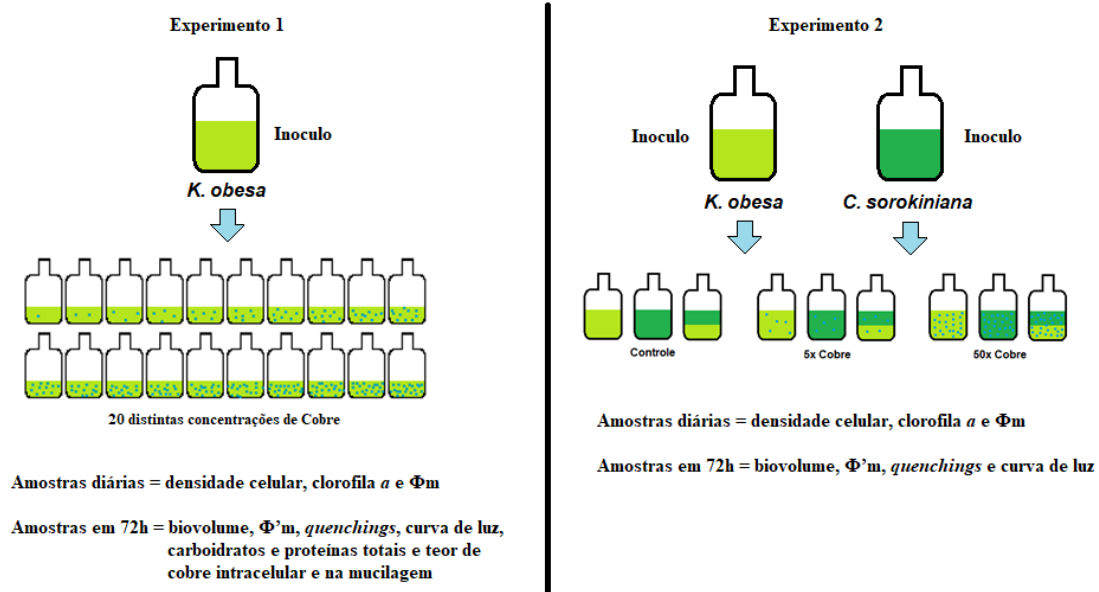 Experimento 1
Inoculo
K. obesa
20 distintas concentrações de Cobre
Amostras diárias = densidade celular, clorofila a e Φm
Amostras em 72h = biovolume, Φ’m, quenchings, curva de luz,
carboidratos e proteínas totais e teor de
cobre intracelular e na mucilagem
Experimento 2
Inoculo
Inoculo
K. obesa
C. sorokiniana
Controle
5x Cobre
50x Cobre
Amostras diárias = densidade celular, clorofila a e Φm
Amostras em 72h = biovolume, Φ’m, quenchings e curva de luz